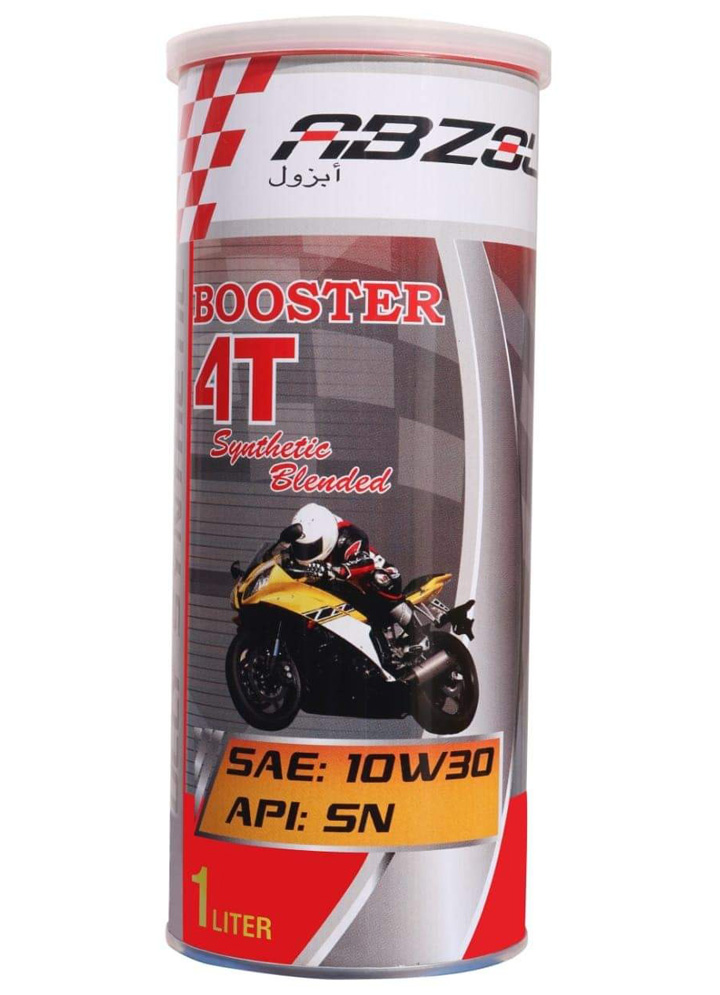 ABZOL
أبزول
BOOSTER
4T
Synthetic
Blended
SAE: 10W30
API: SN
1 LITER